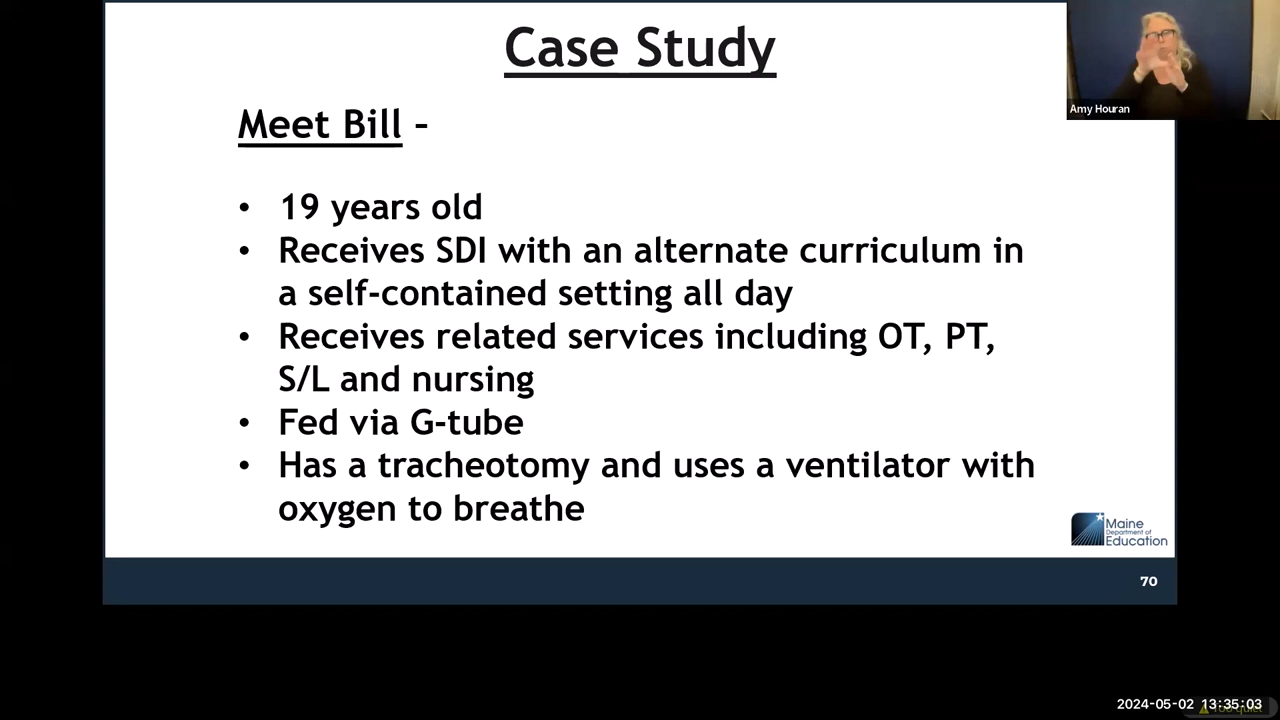 Case Study
Amy Houran
Meet Bill –
• 19 years old
• Receives SDI with an alternate curriculum in
a self-contained setting all day
• Receives related services including OT, PT,
S/L and nursing
• Fed via G-tube
• Has a tracheotomy and uses a ventilator with
oxygen to breathe
Maine
Department of
Education
70
2024-05-02 13:35:03